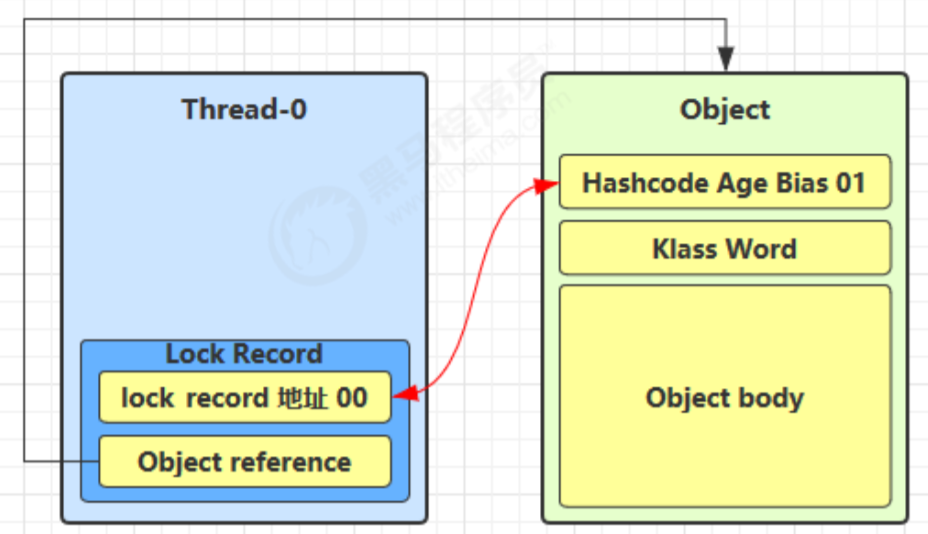 Thread-0
Lock Record
lock record 地址 00
Object reference
Object
Hashcode Age Bias 01
Klass Word
Object body
黑马程序员
www.itheima.com